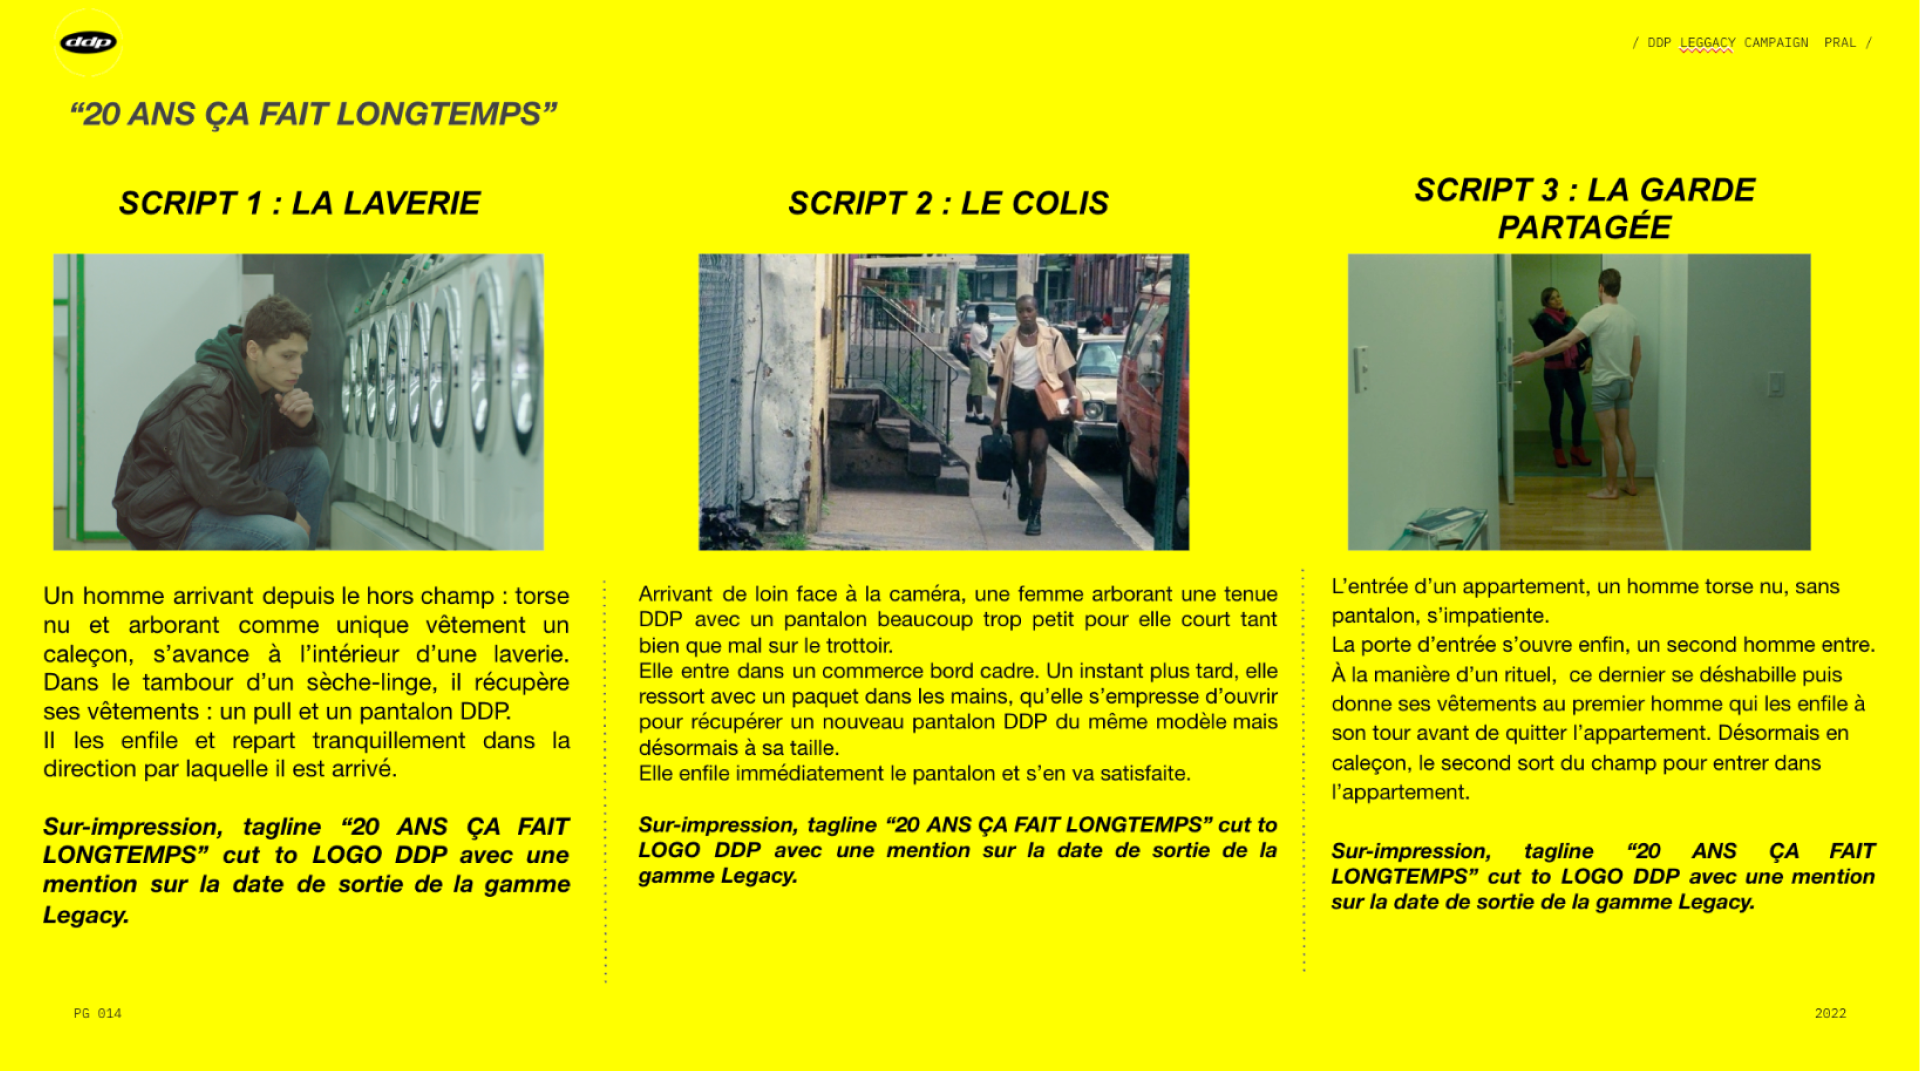 ddp
/ DDP LEGGACY CAMPAIGN PRAL /
“20 ANS ÇA FAIT LONGTEMPS”
SCRIPT 1 : LA LAVERIE
Un homme arrivant depuis le hors champ : torse
nu et arborant comme unique vêtement un
caleçon, s’avance à l’intérieur d’une laverie.
Dans le tambour d’un sèche-linge, il récupère
ses vêtements : un pull et un pantalon DDP.
Il les enfile et repart tranquillement dans la
direction par laquelle il est arrivé.
Sur-impression, tagline “20 ANS ÇA FAIT
LONGTEMPS” cut to LOGO DDP avec une
mention sur la date de sortie de la gamme
Legacy.
SCRIPT 2 : LE COLIS
Arrivant de loin face à la caméra, une femme arborant une tenue
DDP avec un pantalon beaucoup trop petit pour elle court tant
bien que mal sur le trottoir.
Elle entre dans un commerce bord cadre. Un instant plus tard, elle
ressort avec un paquet dans les mains, qu’elle s’empresse d’ouvrir
pour récupérer un nouveau pantalon DDP du même modèle mais
désormais à sa taille.
Elle enfile immédiatement le pantalon et s’en va satisfaite.
Sur-impression, tagline “20 ANS ÇA FAIT LONGTEMPS” cut to
LOGO DDP avec une mention sur la date de sortie de la
gamme Legacy.
SCRIPT 3 : LA GARDE
PARTAGÉE
L’entrée d’un appartement, un homme torse nu, sans
pantalon, s’impatiente.
La porte d’entrée s’ouvre enfin, un second homme entre.
À la manière d’un rituel, ce dernier se déshabille puis
donne ses vêtements au premier homme qui les enfile à
son tour avant de quitter l’appartement. Désormais en
caleçon, le second sort du champ pour entrer dans
l’appartement.
Sur-impression, tagline “20 ANS ÇA FAIT
LONGTEMPS” cut to LOGO DDP avec une mention
sur la date de sortie de la gamme Legacy.
PG 014
2022